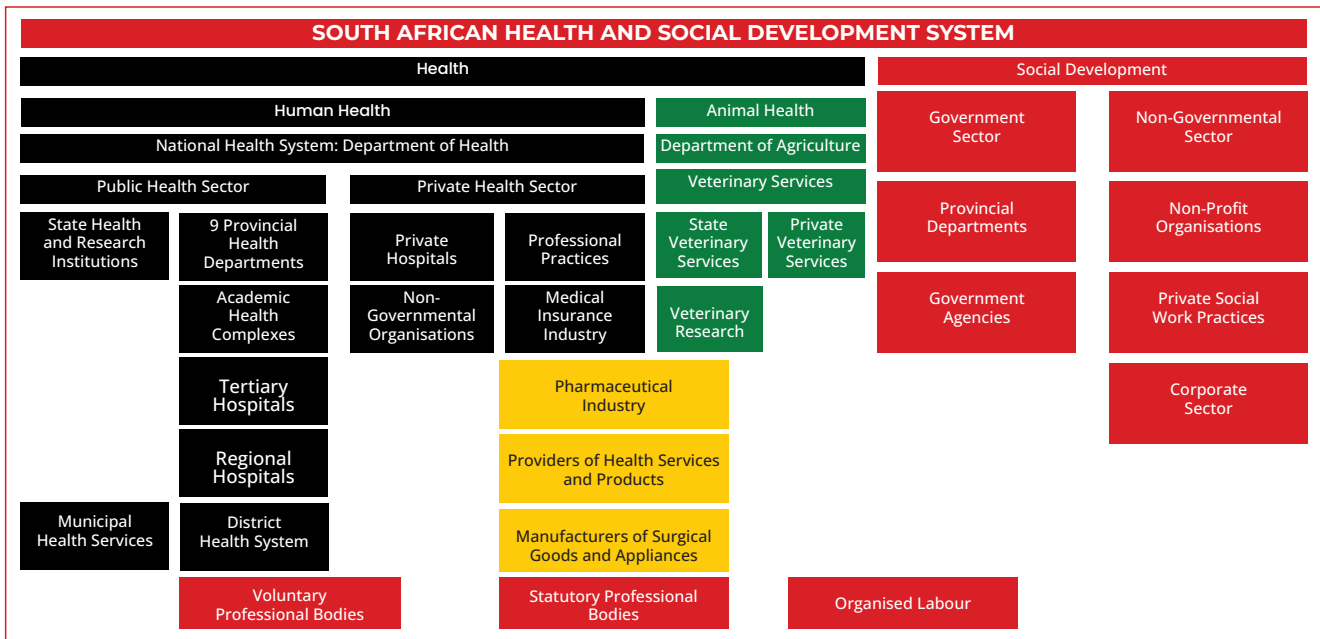 SOUTH AFRICAN HEALTH AND SOCIAL DEVELOPMENT SYSTEM
Health
Social Development
Human Health
Animal Health
National Health System: Department of Health
Department of Agriculture
Public Health Sector
Private Health Sector
Veterinary Services
State Health
and Research
Institutions
9 Provincial
Health
Departments
Private
Hospitals
Professional
Practices
State
Veterinary
Services
Private
Veterinary
Services
Academic
Health
Complexes
Non-
Governmental
Organisations
Medical
Insurance
Industry
Veterinary
Research
Tertiary
Hospitals
Regional
Hospitals
Municipal
Health Services
District
Health System
Pharmaceutical
Industry
Providers of Health Services
and Products
Manufacturers of Surgical
Goods and Appliances
Government
Sector
Non-Governmental
Sector
Provincial
Departments
Non-Profit
Organisations
Government
Agencies
Private Social
Work Practices
Corporate
Sector
Voluntary
Professional Bodies
Statutory Professional
Bodies
Organised Labour